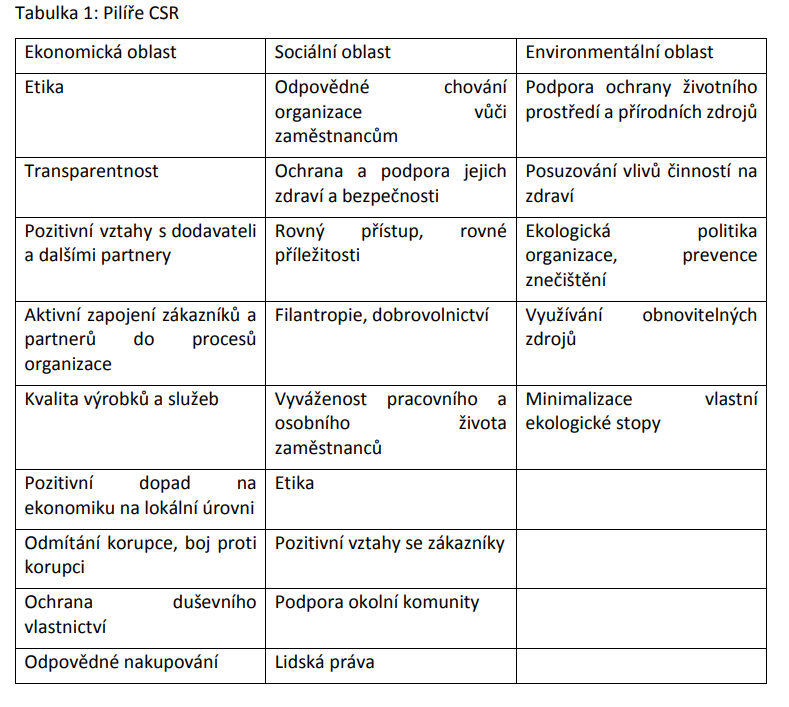 Tabulka 1: Pilíře CSR
Ekonomická oblast
Sociální oblast
Environmentální oblast
Etika
Odpovědné chování
organizace vůči
zaměstnancům
Podpora ochrany životního
prostředí a přírodních zdrojů
Transparentnost
Ochrana a podpora jejich
zdraví a bezpečnosti
Posuzování vlivů činností na
zdraví
Pozitivní vztahy s dodavateli
a dalšími partnery
Rovný přístup, rovné
příležitosti
Ekologická politika
organizace, prevence
znečištění
Aktivní zapojení zákazníků a
partnerů do procesů
organizace
Filantropie, dobrovolnictví
Využívání obnovitelných
zdrojů
Kvalita výrobků a služeb
Vyváženost pracovního a
osobního života
zaměstnanců
Minimalizace vlastní
ekologické stopy
Pozitivní dopad na
ekonomiku na lokální úrovni
Etika
Odmítání korupce, boj proti
korupci
Pozitivní vztahy se zákazníky
Ochrana duševního
vlastnictví
Podpora okolní komunity
Odpovědné nakupování
Lidská práva